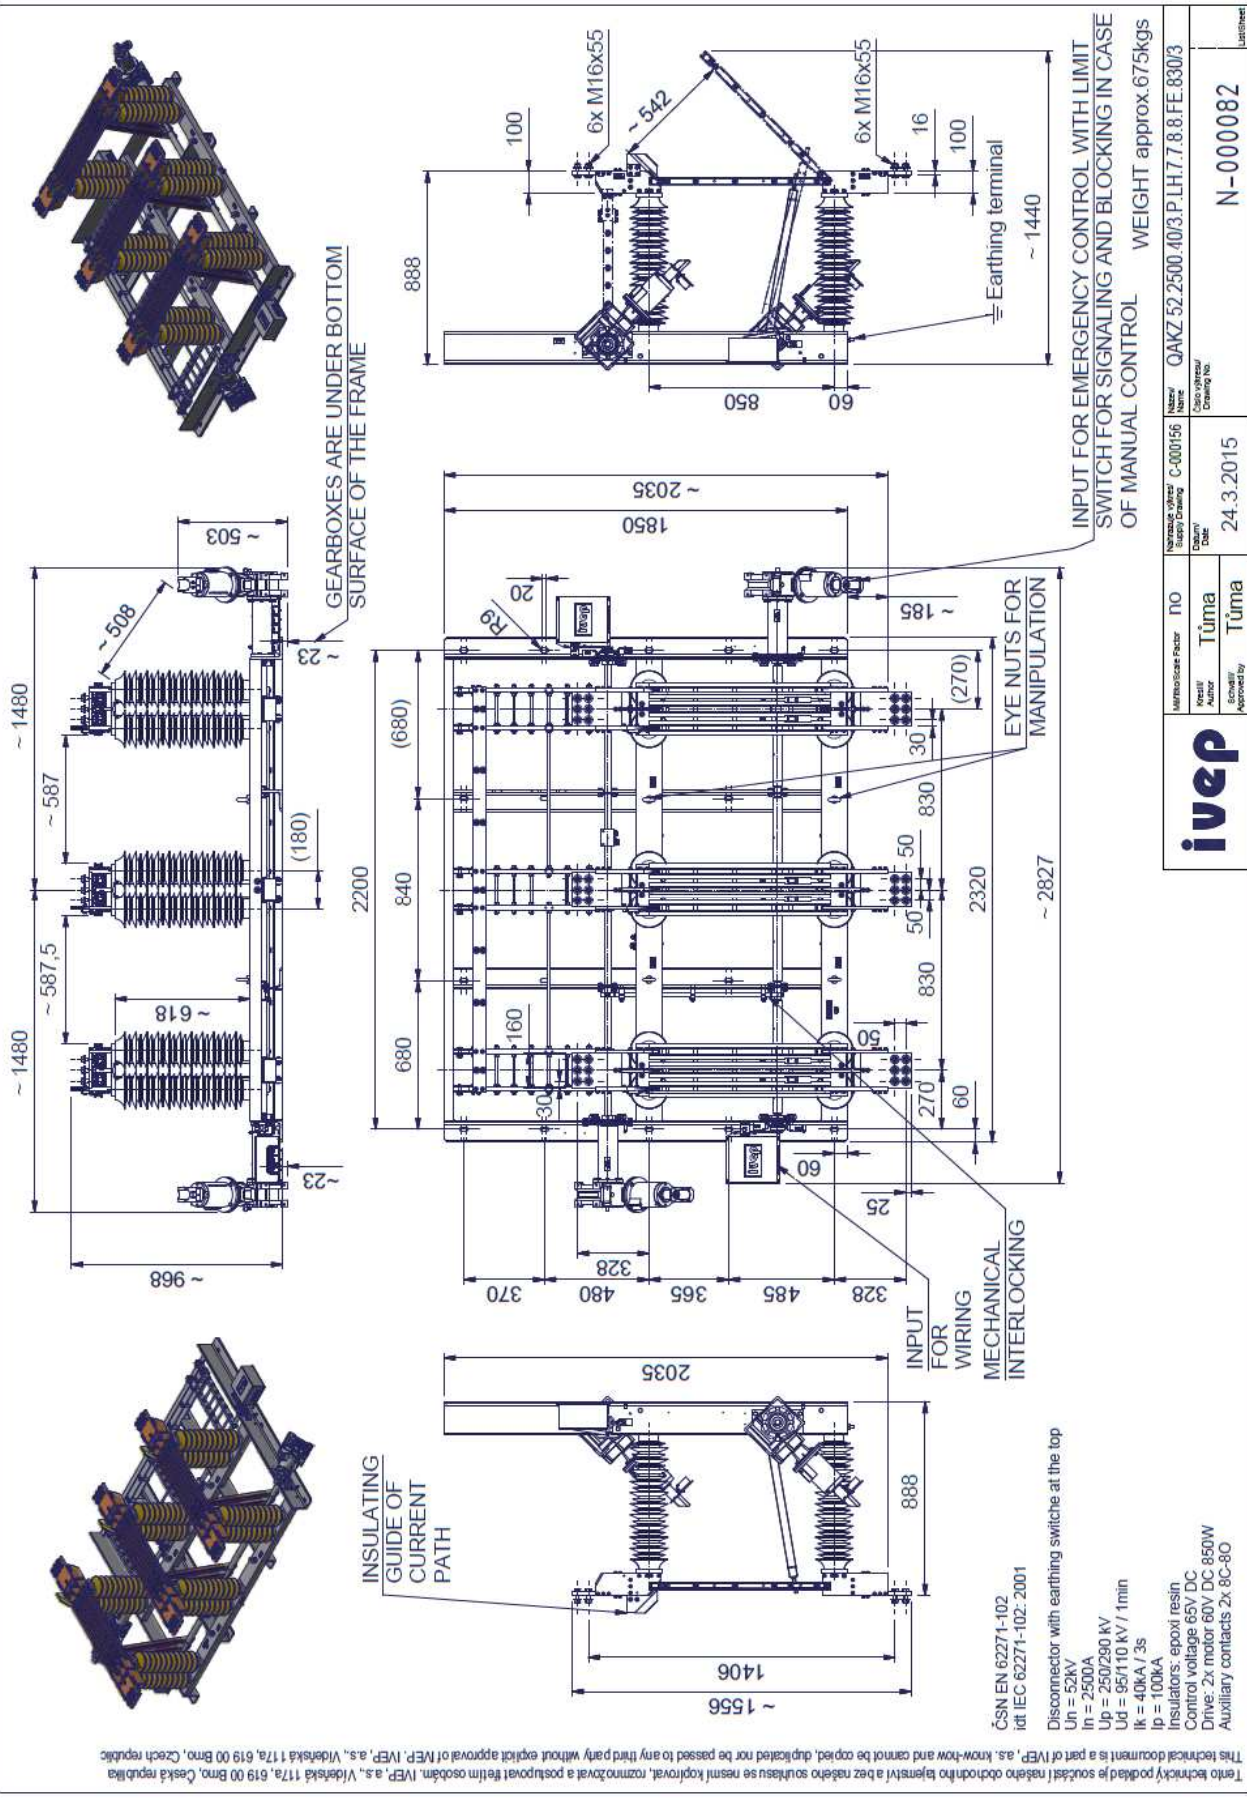 ~1480
~1480
~ 587,5
~ 587
~ 508
~ 503
~ 618
~ 968
~23
~ 23
(180)
GEARBOXES ARE UNDER BOTTOM
SURFACE OF THE FRAME
INSULATING
GUIDE OF
CURRENT
PATH
2035
888
1406
~ 1556
2200
680
840
(680)
R9
20
160
30
370
480
328
365
485
328
25
60
50
270
60
830
50
50
830
30
(270)
2320
~ 2827
~ 185
1850
~ 2035
INPUT
FOR
WIRING
MECHANICAL
INTERLOCKING
EYE NUTS FOR
MANIPULATION
888
100
6x M16x55
~ 542
6x M16x55
16
100
Earthing terminal
~ 1440
850
60
INPUT FOR EMERGENCY CONTROL WITH LIMIT
SWITCH FOR SIGNALING AND BLOCKING IN CASE
OF MANUAL CONTROL
WEIGHT approx.675kgs
ČSN EN 62271-102
idt IEC 62271-102: 2001
Disconnector with earthing switche at the top
Un = 52kV
In = 2500A
Up = 250/290 kV
Ud = 95/110 kV / 1min
Ik = 40kA / 3s
Ip = 100kA
Insulators: epoxi resin
Control voltage 65V DC
Drive: 2x motor 60V DC 850W
Auxiliary contacts 2x 8C-8O
ivep
ivep
ivep
Měřítko/Scale Factor
no
Nahrazuje výkres/
Supply Drawing
C-000156
Název/
Name
QAKZ 52.2500.40/3.P.LH.7.7.8.8.FE.830/3
Kreslil/
Author
Tůma
Datum/
Date
24.3.2015
Číslo výkresu/
Drawing No.
N-000082
Schválil/
Approved by
Tůma
List/Sheet
Tento technický podklad je součástí našeho obchodního tajemství a bez našeho souhlasu se nesmí kopírovat, rozmnožovat a postupovat třetím osobám. IVEP, a.s., Vídeňská 117a, 619 00 Brno, Česká republika
This technical document is a part of IVEP, a.s. know-how and cannot be copied, duplicated nor be passed to any third party without explicit approval of IVEP. IVEP, a.s., Vídeňská 117a, 619 00 Brno, Czech republic